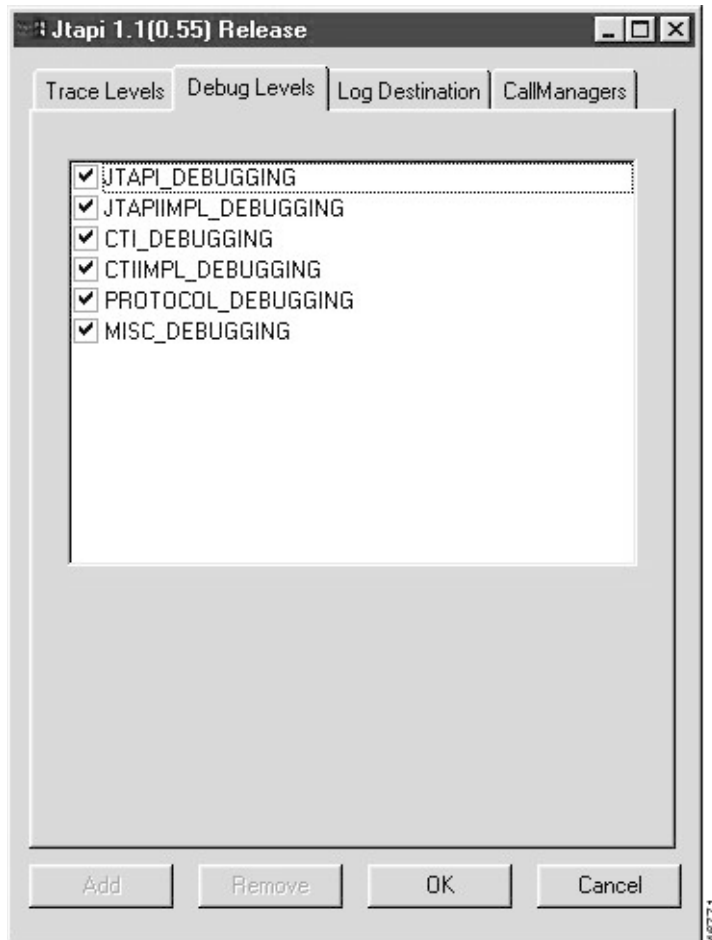 Jtapi 1.1(0.55) Release
Trace Levels Debug Levels Log Destination CallManagers
JTAPI_DEBUGGING
JTAPIIMPL_DEBUGGING
CTI_DEBUGGING
CTIIMPL_DEBUGGING
PROTOCOL_DEBUGGING
MISC_DEBUGGING
Add Remove OK Cancel